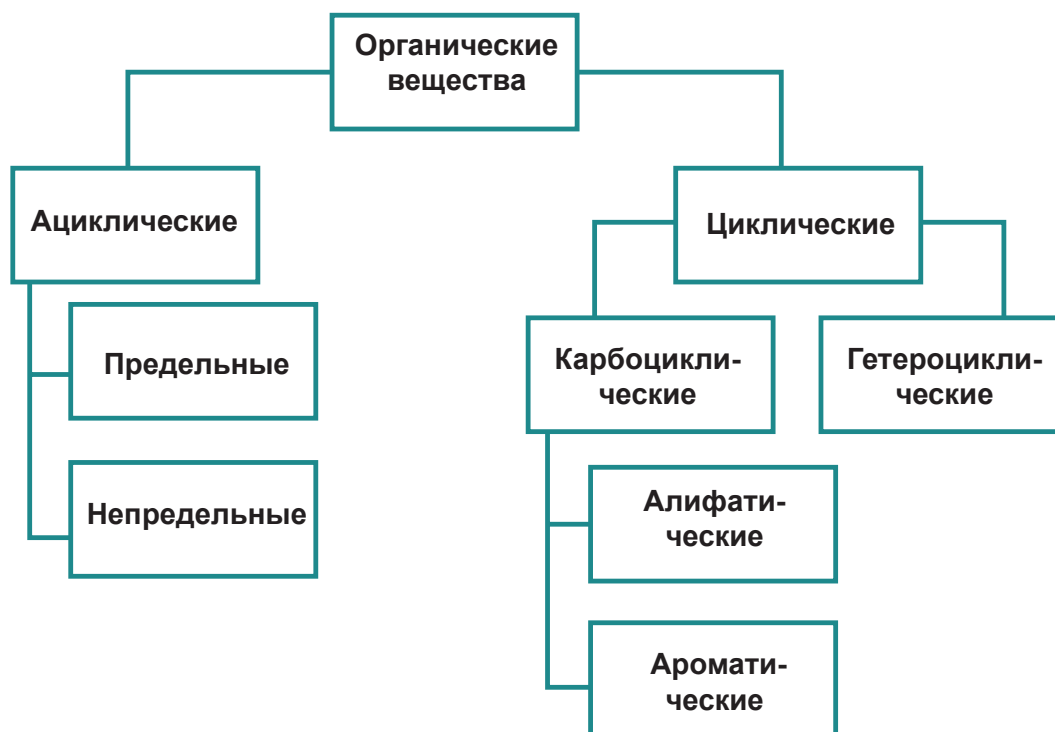 Органические
вещества
Ациклические
Циклические
Предельные
Карбоцикли-
ческие
Гетероцикли-
ческие
Непредельные
Алифати-
ческие
Аромати-
ческие